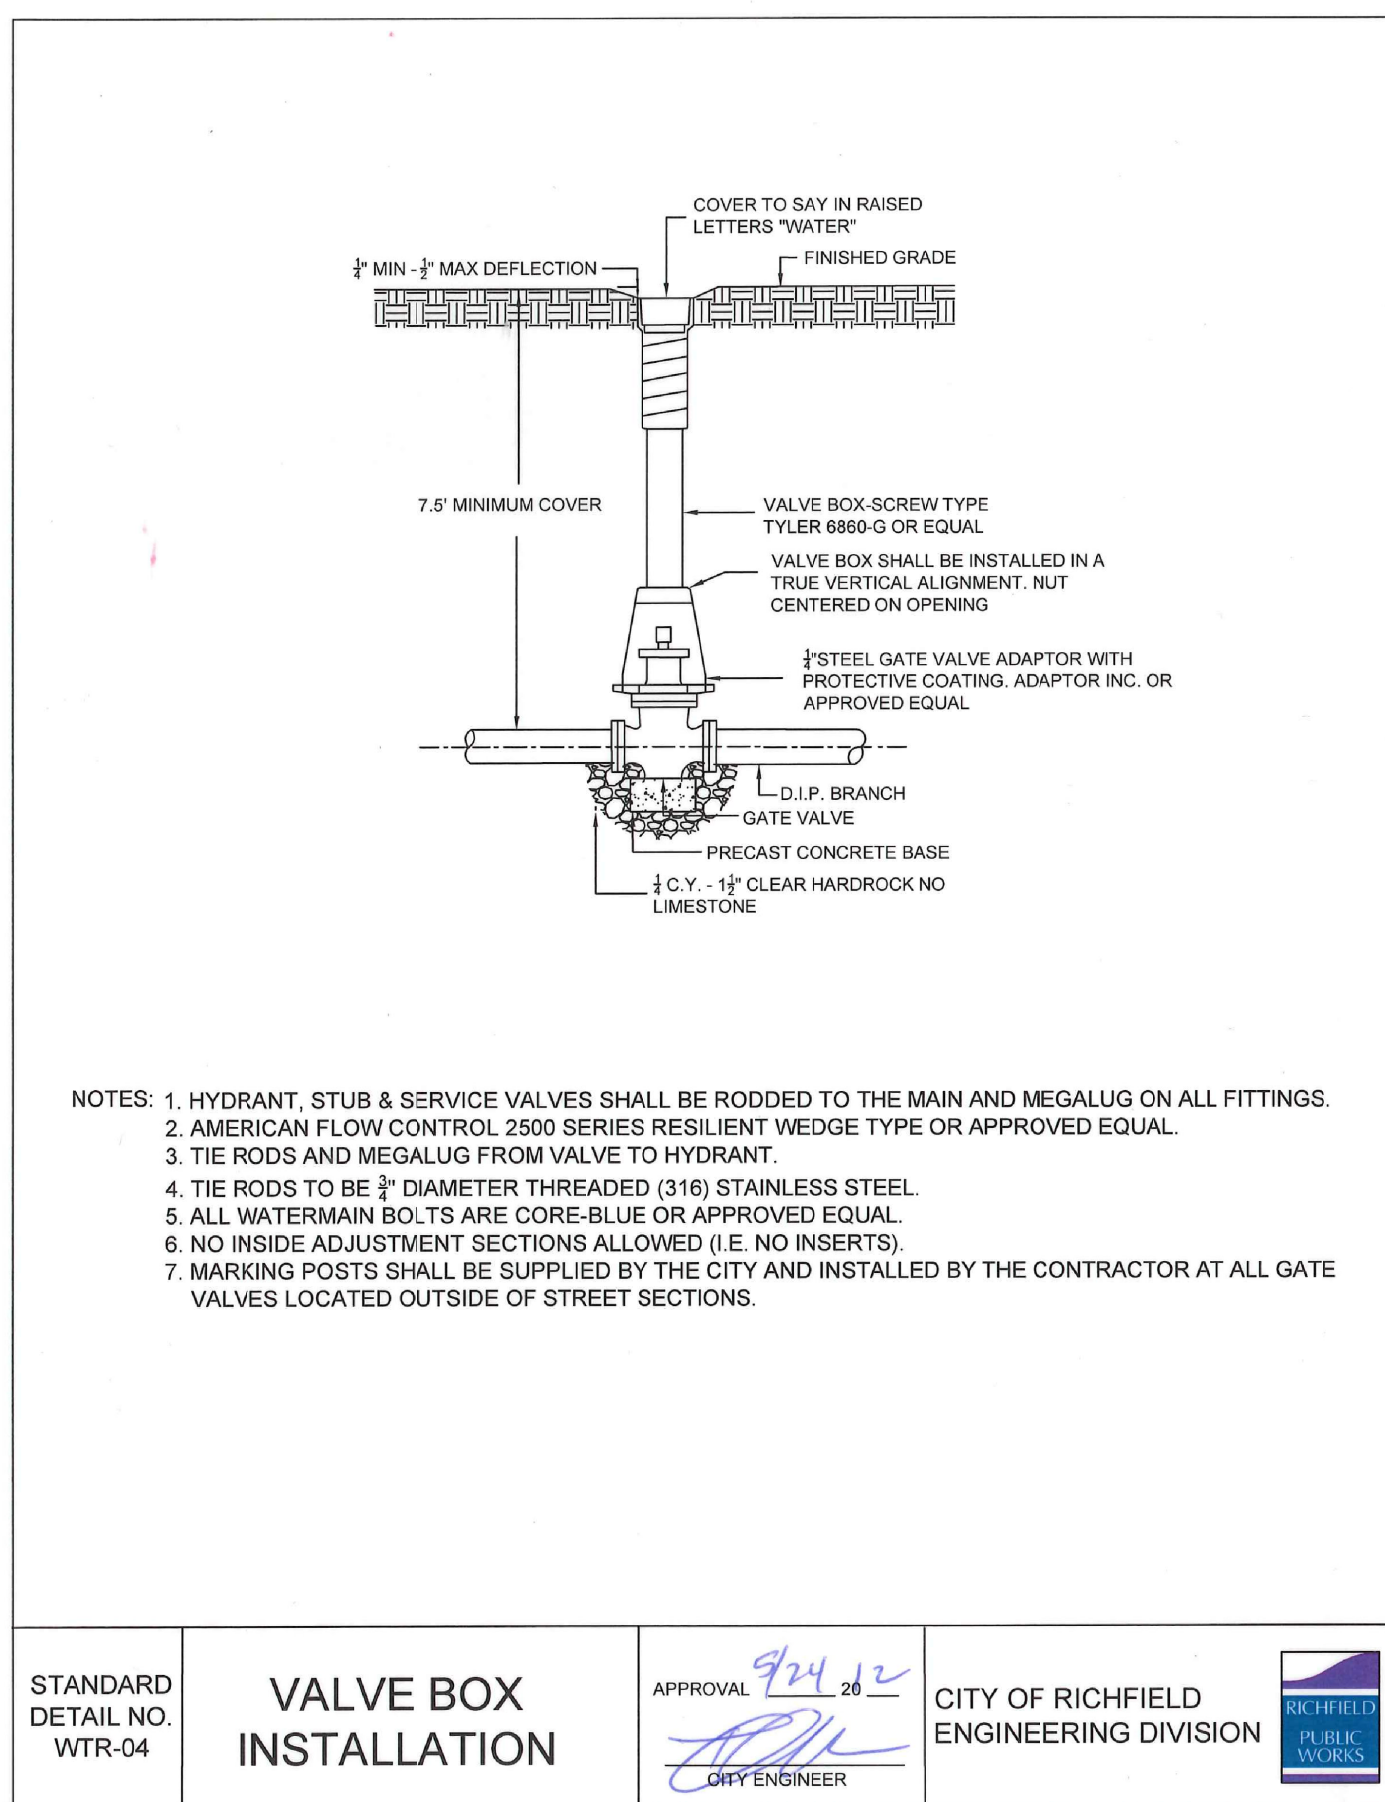 COVER TO SAY IN RAISED
LETTERS "WATER"
FINISHED GRADE
1/4" MIN - 1/2" MAX DEFLECTION
7.5' MINIMUM COVER
VALVE BOX-SCREW TYPE
TYLER 6860-G OR EQUAL
VALVE BOX SHALL BE INSTALLED IN A
TRUE VERTICAL ALIGNMENT. NUT
CENTERED ON OPENING
1/4"STEEL GATE VALVE ADAPTOR WITH
PROTECTIVE COATING. ADAPTOR INC. OR
APPROVED EQUAL
D.I.P. BRANCH
GATE VALVE
PRECAST CONCRETE BASE
1/4 C.Y. - 1 1/2" CLEAR HARDROCK NO
LIMESTONE
NOTES: 1. HYDRANT, STUB & SERVICE VALVES SHALL BE RODDED TO THE MAIN AND MEGALUG ON ALL FITTINGS.
2. AMERICAN FLOW CONTROL 2500 SERIES RESILIENT WEDGE TYPE OR APPROVED EQUAL.
3. TIE RODS AND MEGALUG FROM VALVE TO HYDRANT.
4. TIE RODS TO BE 3/4" DIAMETER THREADED (316) STAINLESS STEEL.
5. ALL WATERMAIN BOLTS ARE CORE-BLUE OR APPROVED EQUAL.
6. NO INSIDE ADJUSTMENT SECTIONS ALLOWED (I.E. NO INSERTS).
7. MARKING POSTS SHALL BE SUPPLIED BY THE CITY AND INSTALLED BY THE CONTRACTOR AT ALL GATE
VALVES LOCATED OUTSIDE OF STREET SECTIONS.
STANDARD
DETAIL NO.
WTR-04
VALVE BOX
INSTALLATION
APPROVAL 20 12
CITY ENGINEER
CITY OF RICHFIELD
ENGINEERING DIVISION
RICHFIELD
PUBLIC
WORKS